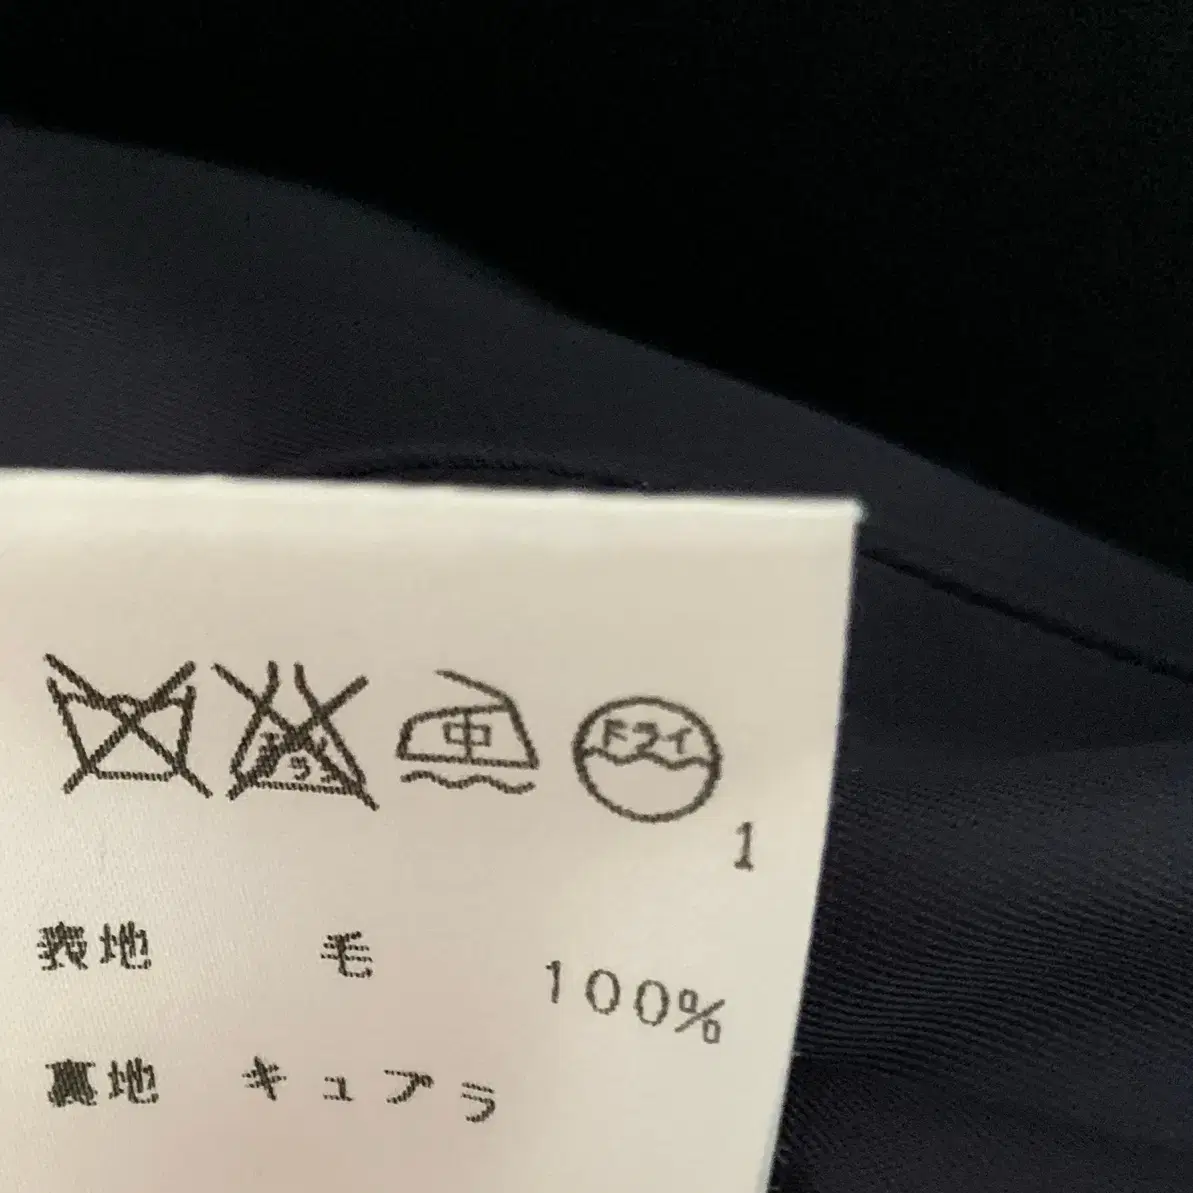 中 ドライ
1
表地 毛 100%
裏地 キュプラ